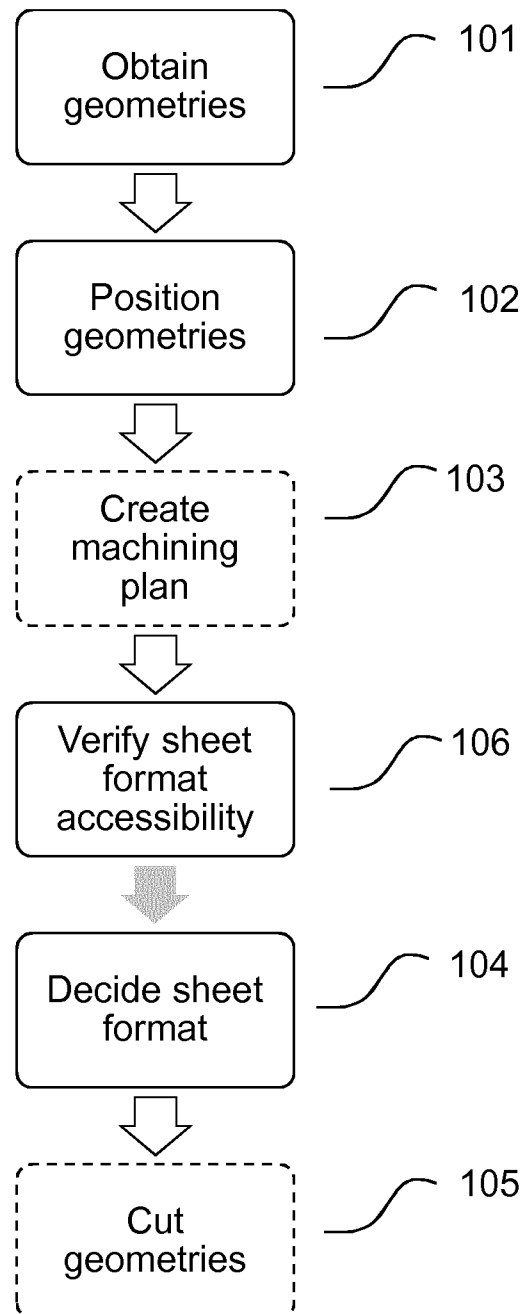 Obtain
geometries
101
Position
geometries
102
Create
machining
plan
103
Verify sheet
format
accessibility
106
Decide sheet
format
104
Cut
geometries
105